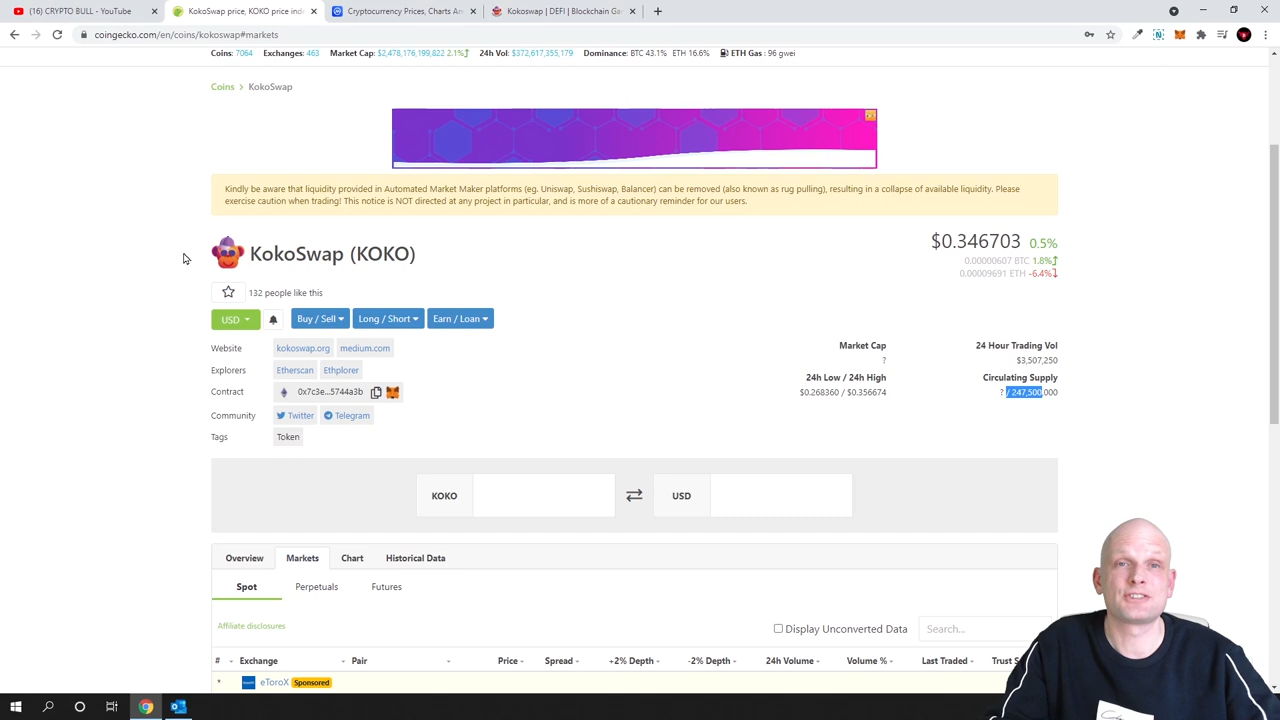 (16) CRYPTO BULL - YouTube
KokoSwap price, KOKO price inde
Cryptocurrency Prices, Charts An
Kokoswap | DEFI | Blockchain Ga
coingecko.com/en/coins/kokoswap#markets
Coins: 7064 Exchanges: 463 Market Cap: $2,478,176,199,822 2.1% 24h Vol: $372,617,355,179 Dominance: BTC 43.1% ETH 16.6% ETH Gas : 96 gwei
Coins > KokoSwap
Kindly be aware that liquidity provided in Automated Market Maker platforms (eg. Uniswap, Sushiswap, Balancer) can be removed (also known as rug pulling), resulting in a collapse of available liquidity. Please
exercise caution when trading! This notice is NOT directed at any project in particular, and is more of a cautionary reminder for our users.
KokoSwap (KOKO)
$0.346703 0.5%
0.00000607 BTC 1.8%
0.00009691 ETH -6.4%
132 people like this
USD Buy / Sell Long / Short Earn / Loan
Website kokoswap.org medium.com
Explorers Etherscan Ethplorer
Contract 0x7c3e...5744a3b
Community Twitter Telegram
Tags Token
Market Cap
?
24 Hour Trading Vol
$3,507,250
24h Low / 24h High
$0.268360 / $0.356674
Circulating Supply
? / 247,500,000
KOKO USD
Overview Markets Chart Historical Data
Spot Perpetuals Futures
Affiliate disclosures
Display Unconverted Data Search...
# Exchange Pair Price Spread +2% Depth -2% Depth 24h Volume Volume % Last Traded Trust S
* eToroX Sponsored